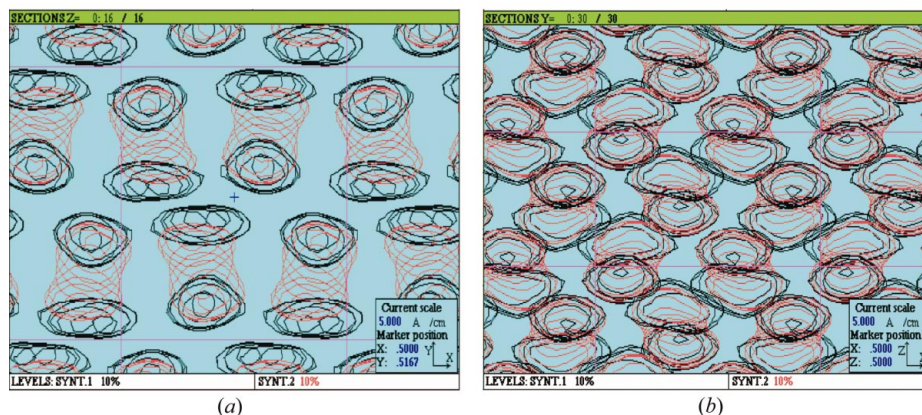 SECTIONS Z= 0: 16 / 16
Current scale
5.000 A /cm
Marker position
X: .5000 Y
Y: .5167 X
LEVELS: SYNT.1 10% SYNT.2 10%
(a)
SECTIONS Y= 0: 30 / 30
Current scale
5.000 A /cm
Marker position
X: .5000 Z
Z: .5000 X
LEVELS: SYNT.1 10% SYNT.2 10%
(b)